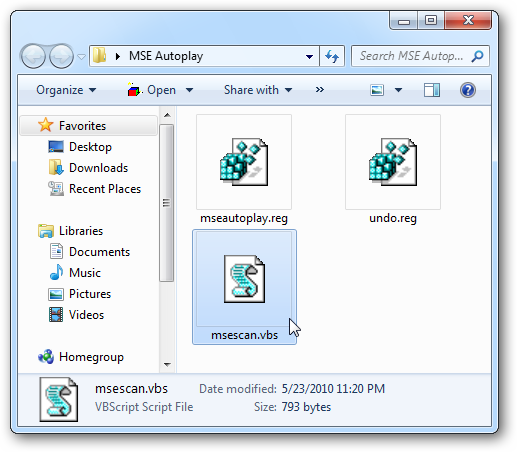 MSE Autoplay
Search MSE Autop...
Organize
Open
Share with
»
Favorites
Desktop
Downloads
Recent Places
Libraries
Documents
Music
Pictures
Videos
Homegroup
mseautoplay.reg
undo.reg
msescan.vbs
msescan.vbs Date modified: 5/23/2010 11:20 PM
VBScript Script File Size: 793 bytes